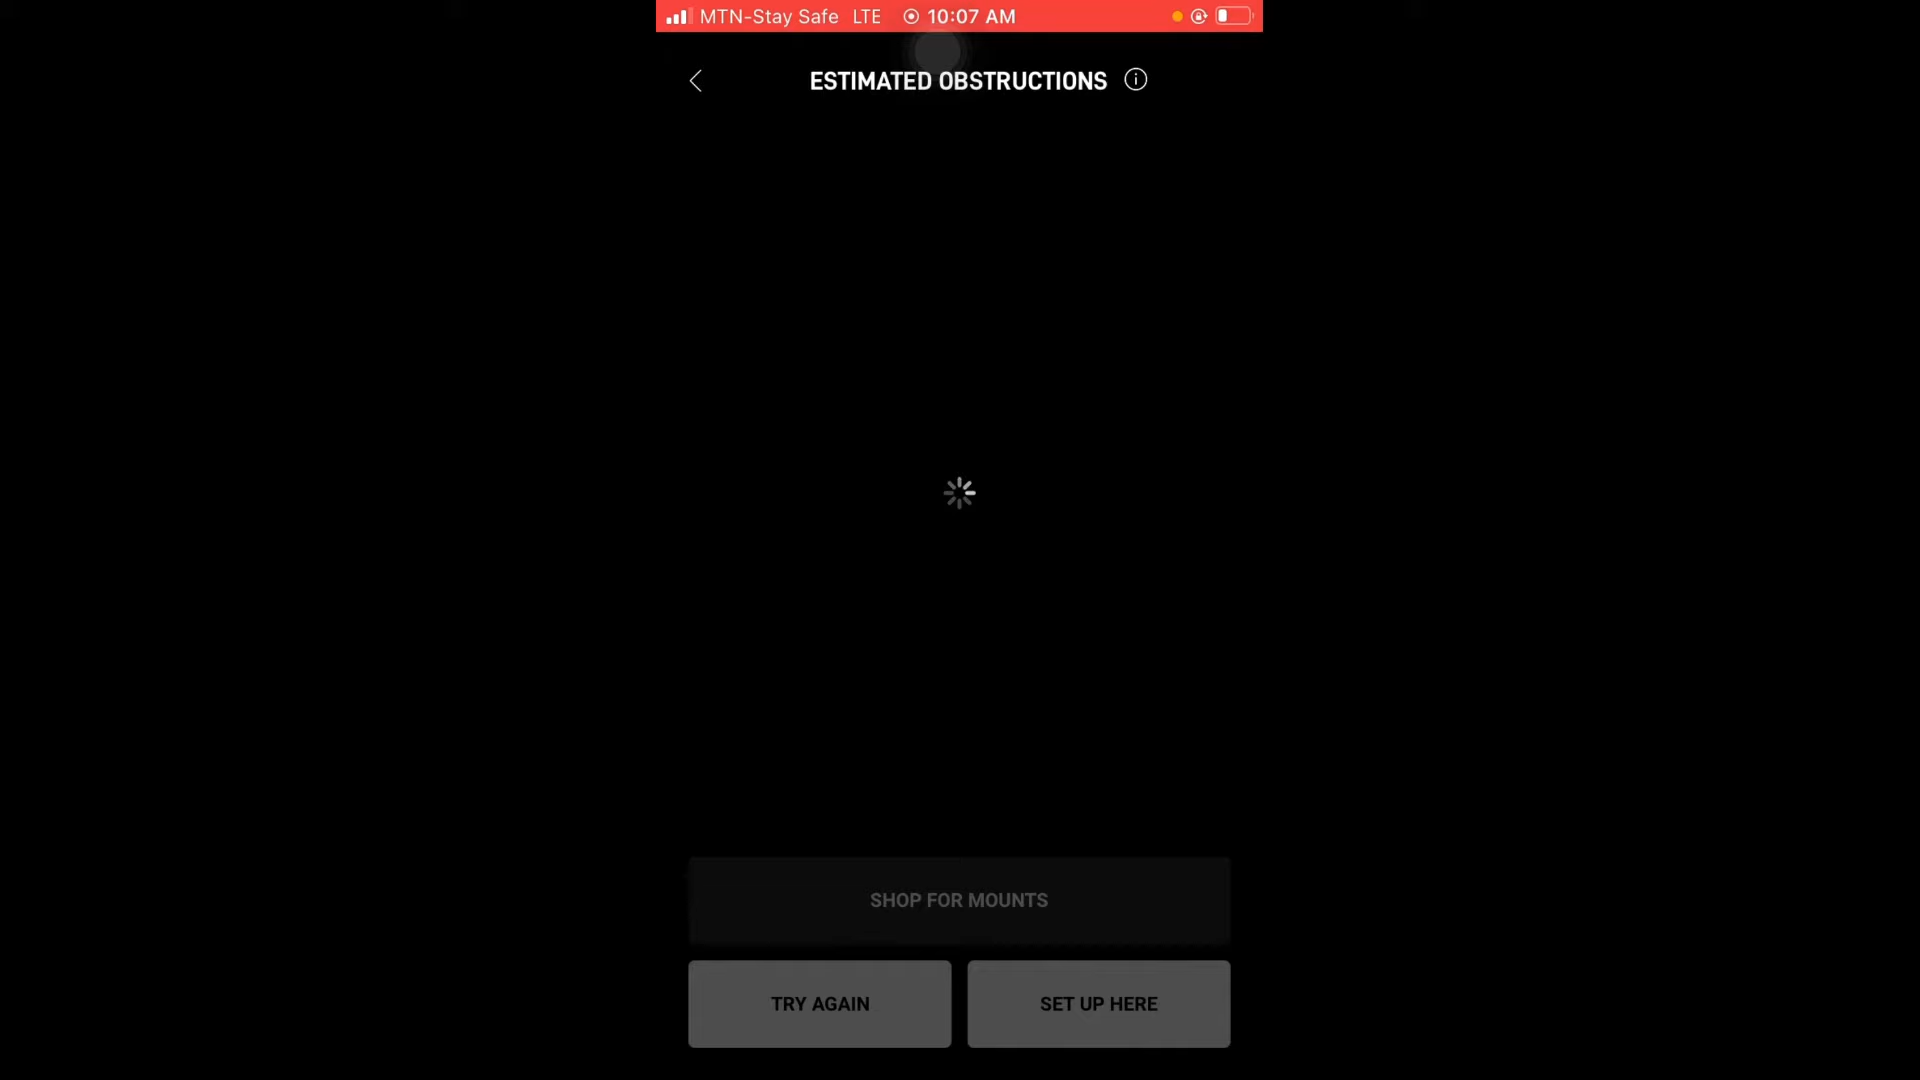 MTN-Stay Safe LTE 10:07 AM
ESTIMATED OBSTRUCTIONS
SHOP FOR MOUNTS
TRY AGAIN
SET UP HERE